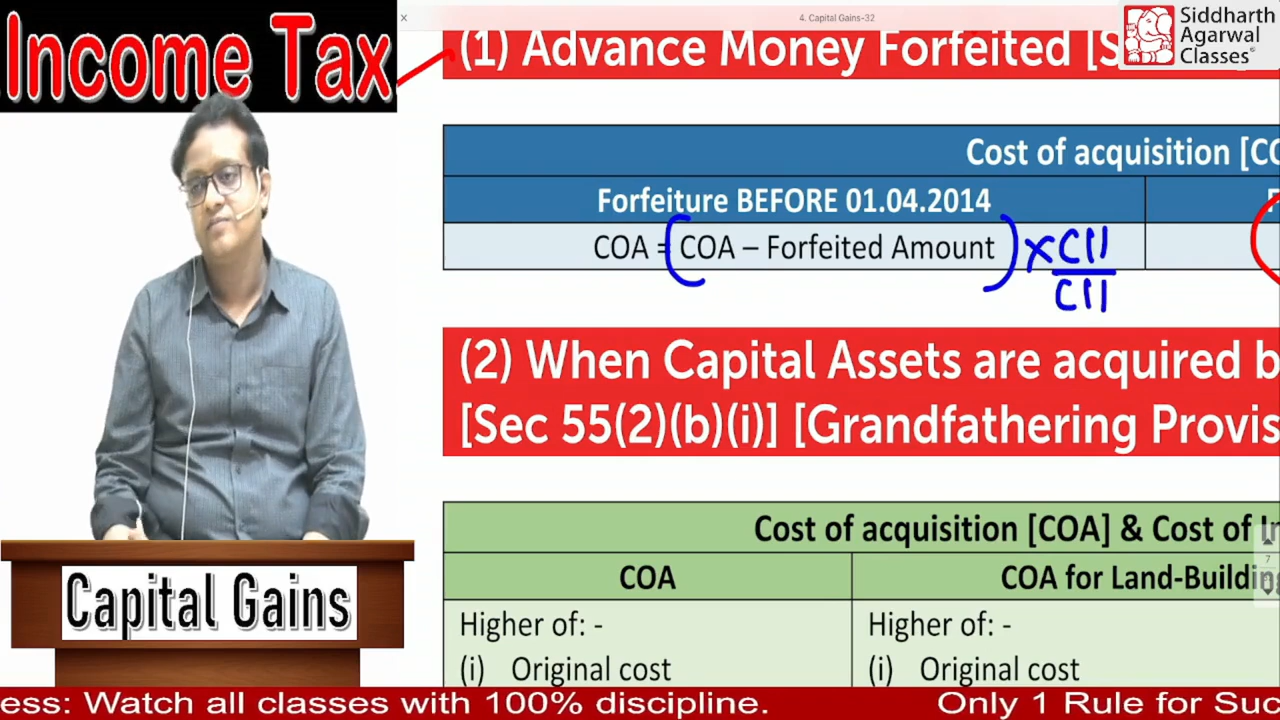 Income Tax
4. Capital Gains-32
Siddharth
Agarwal
Classes
(1) Advance Money Forfeited [S
Cost of acquisition [CO
Forfeiture BEFORE 01.04.2014
COA = (COA – Forfeited Amount) × CII
CII
(2) When Capital Assets are acquired b
[Sec 55(2)(b)(i)] [Grandfathering Provis
Cost of acquisition [COA] & Cost of I
COA
COA for Land-Building
Higher of: -
Higher of: -
(i) Original cost
(i) Original cost
7
Capital Gains
ess: Watch all classes with 100% discipline.
Only 1 Rule for Suc